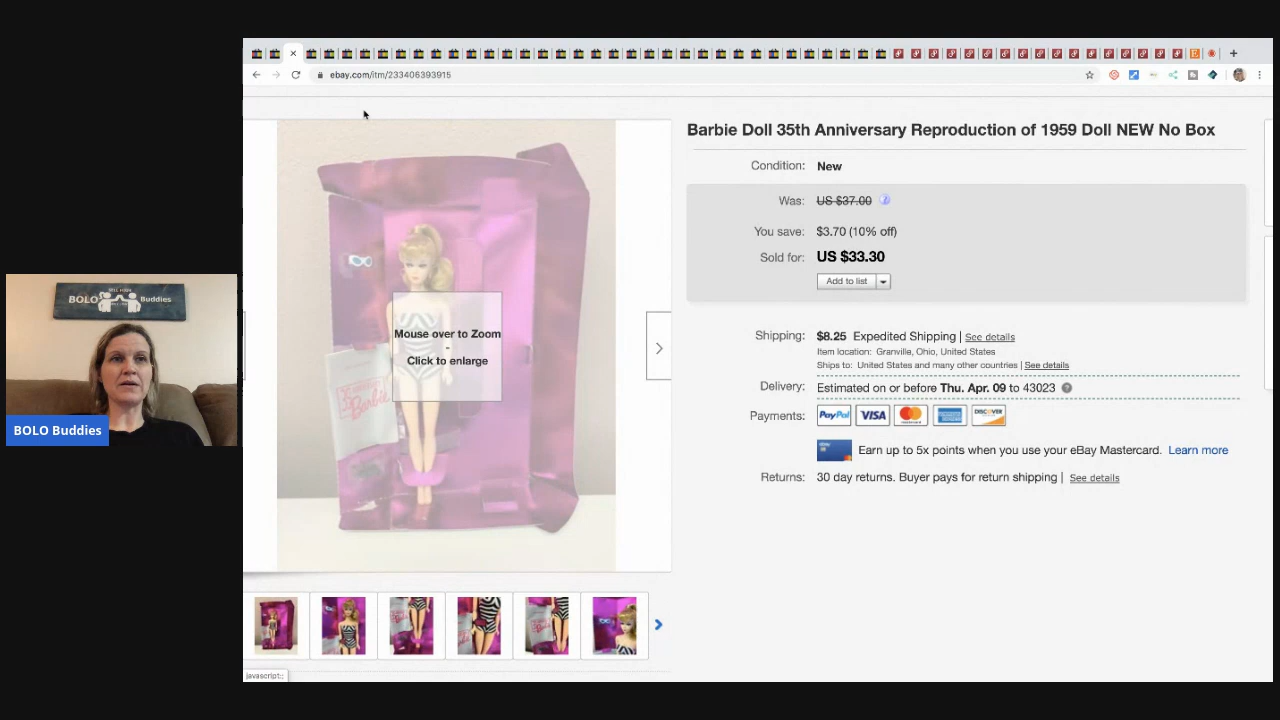 ebay.com/itm/233406393915
Barbie Doll 35th Anniversary Reproduction of 1959 Doll NEW No Box
Condition: New
Was: US $37.00
You save: $3.70 (10% off)
Sold for: US $33.30
Add to list
Mouse over to Zoom
-
Click to enlarge
Shipping: $8.25 Expedited Shipping | See details
Item location: Granville, Ohio, United States
Ships to: United States and many other countries | See details
Delivery: Estimated on or before Thu. Apr. 09 to 43023
Payments: PayPal VISA DISCOVER
Earn up to 5x points when you use your eBay Mastercard. Learn more
Returns: 30 day returns. Buyer pays for return shipping | See details
BOLO Buddies
BOLO Buddies
Barbie
javascript:;